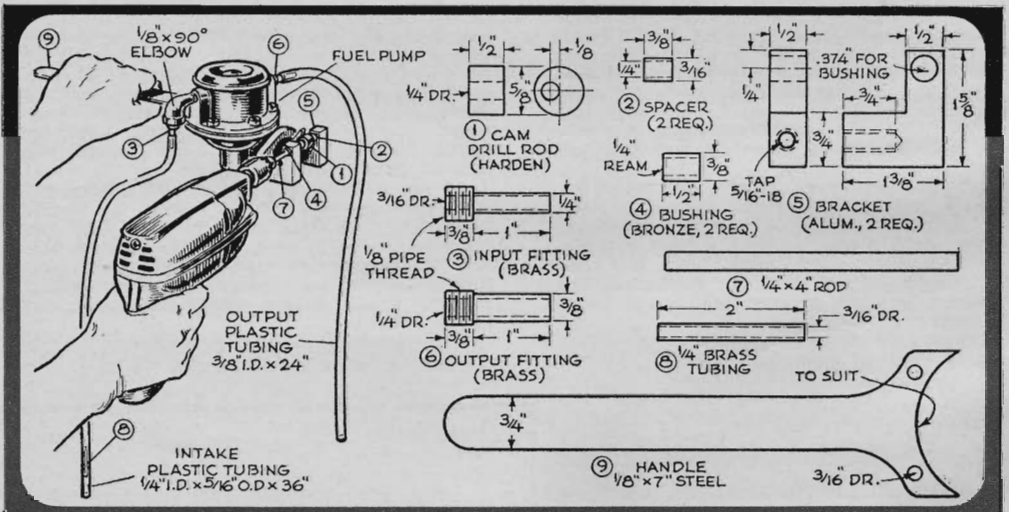 ⑨
1/8"×90°
ELBOW
⑥
FUEL PUMP
③
⑤
②
①
④
⑦
OUTPUT
PLASTIC
TUBING
3/8" I.D. × 24"
⑧
INTAKE
PLASTIC TUBING
1/4" I.D. × 5/16" O.D × 36"
1/2"
1/8"
1/4" DR.
5/8"
① CAM
DRILL ROD
(HARDEN)
3/8"
1/4"
3/16"
② SPACER
(2 REQ.)
1/4"
REAM
3/8"
1/2"
④ BUSHING
(BRONZE, 2 REQ.)
1/2"
1/2"
.374" FOR
BUSHING
1/4"
3/4"
3/4"
1 5/8"
TAP
5/16"-18
1 3/8"
⑤ BRACKET
(ALUM., 2 REQ.)
3/16" DR.
1/4"
3/8"
1"
1/8 PIPE
THREAD
③ INPUT FITTING
(BRASS)
1/4" DR.
3/8"
3/8"
1"
⑥ OUTPUT FITTING
(BRASS)
⑦ 1/4"×4" ROD
2"
3/16" DR.
⑧ 1/4" BRASS
TUBING
TO SUIT
3/4"
⑨ HANDLE
1/8"×7" STEEL
3/16" DR.